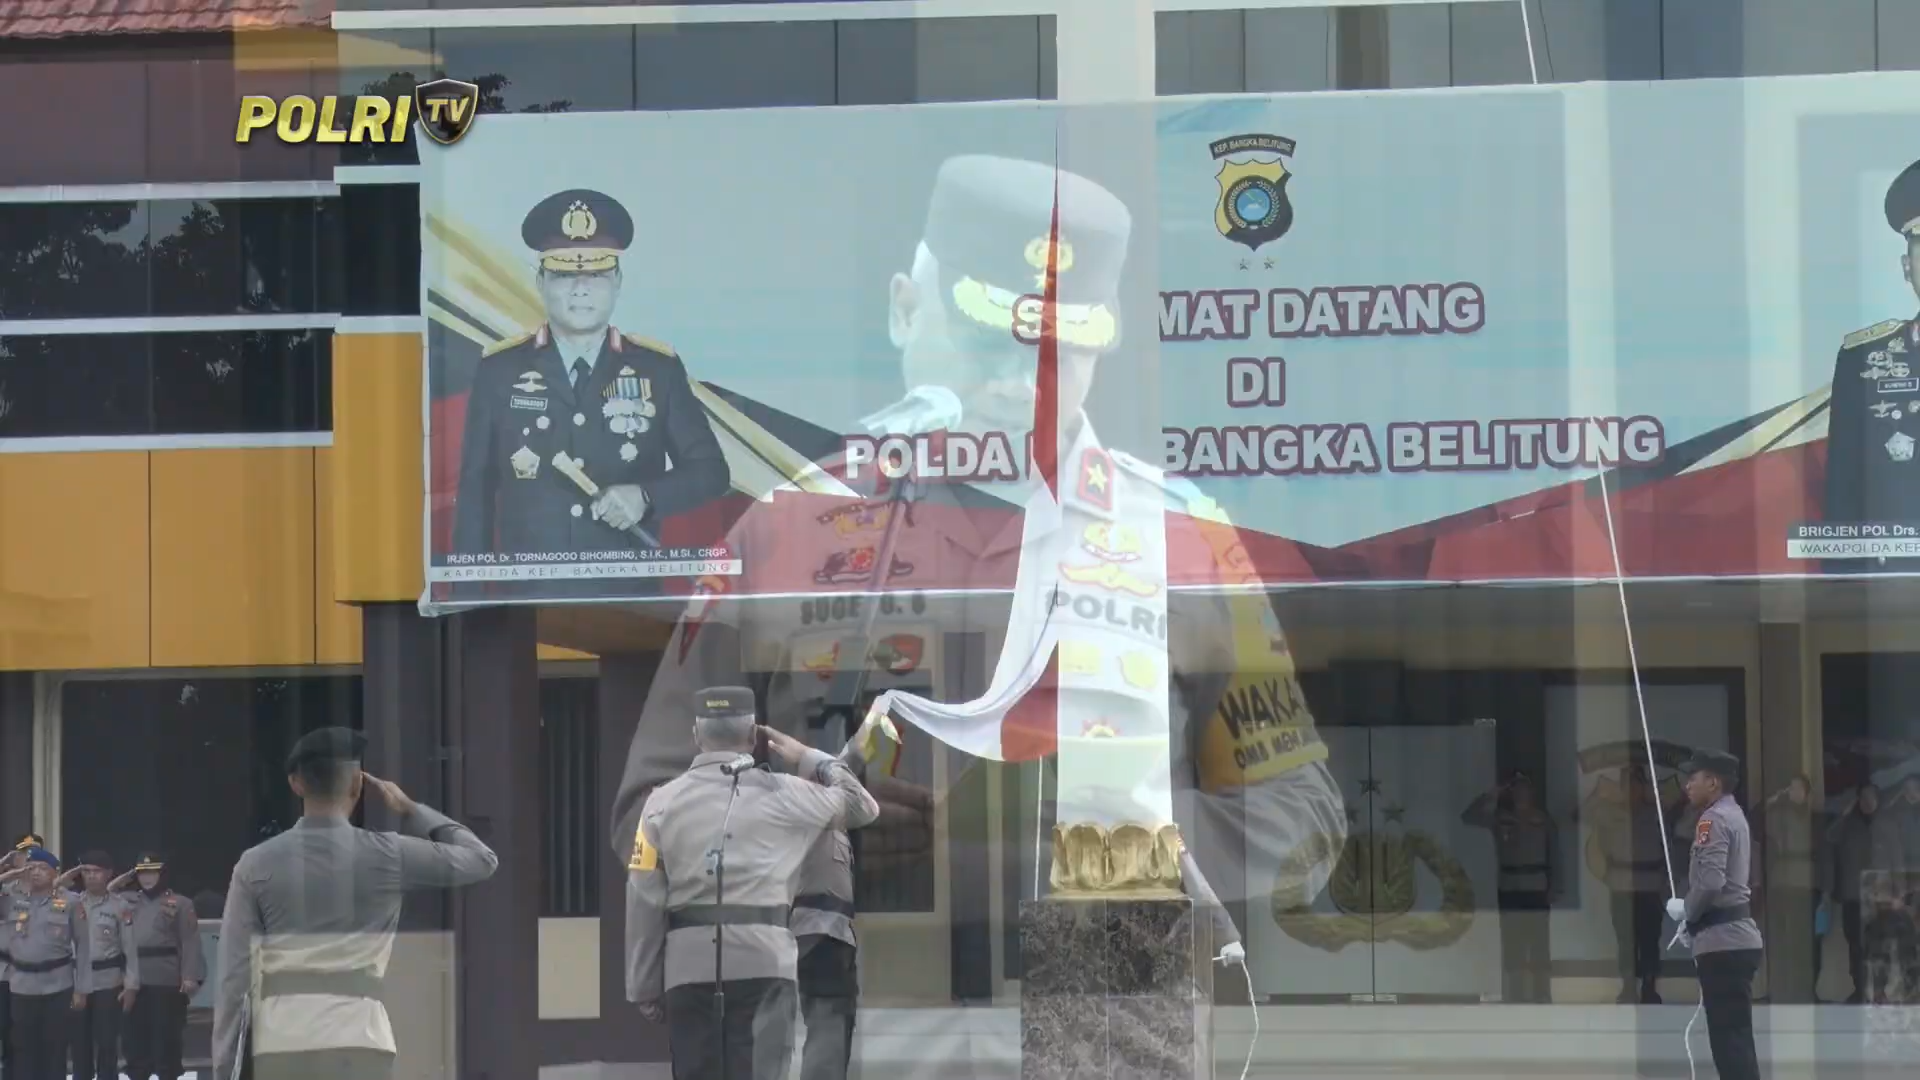 POLRI TV
KEP. BANGKA BELITUNG
MAT DATANG
DI
POLDA
BANGKA BELITUNG
IRJEN POL Dr. TORNAGOGO SIHOMBING, S.I.K., M.SI., CRGP.
KAPOLDA KEP. BANGKA BELITUNG
BRIGJEN POL Drs.
WAKAPOLDA KEP
POLRI
WAKA